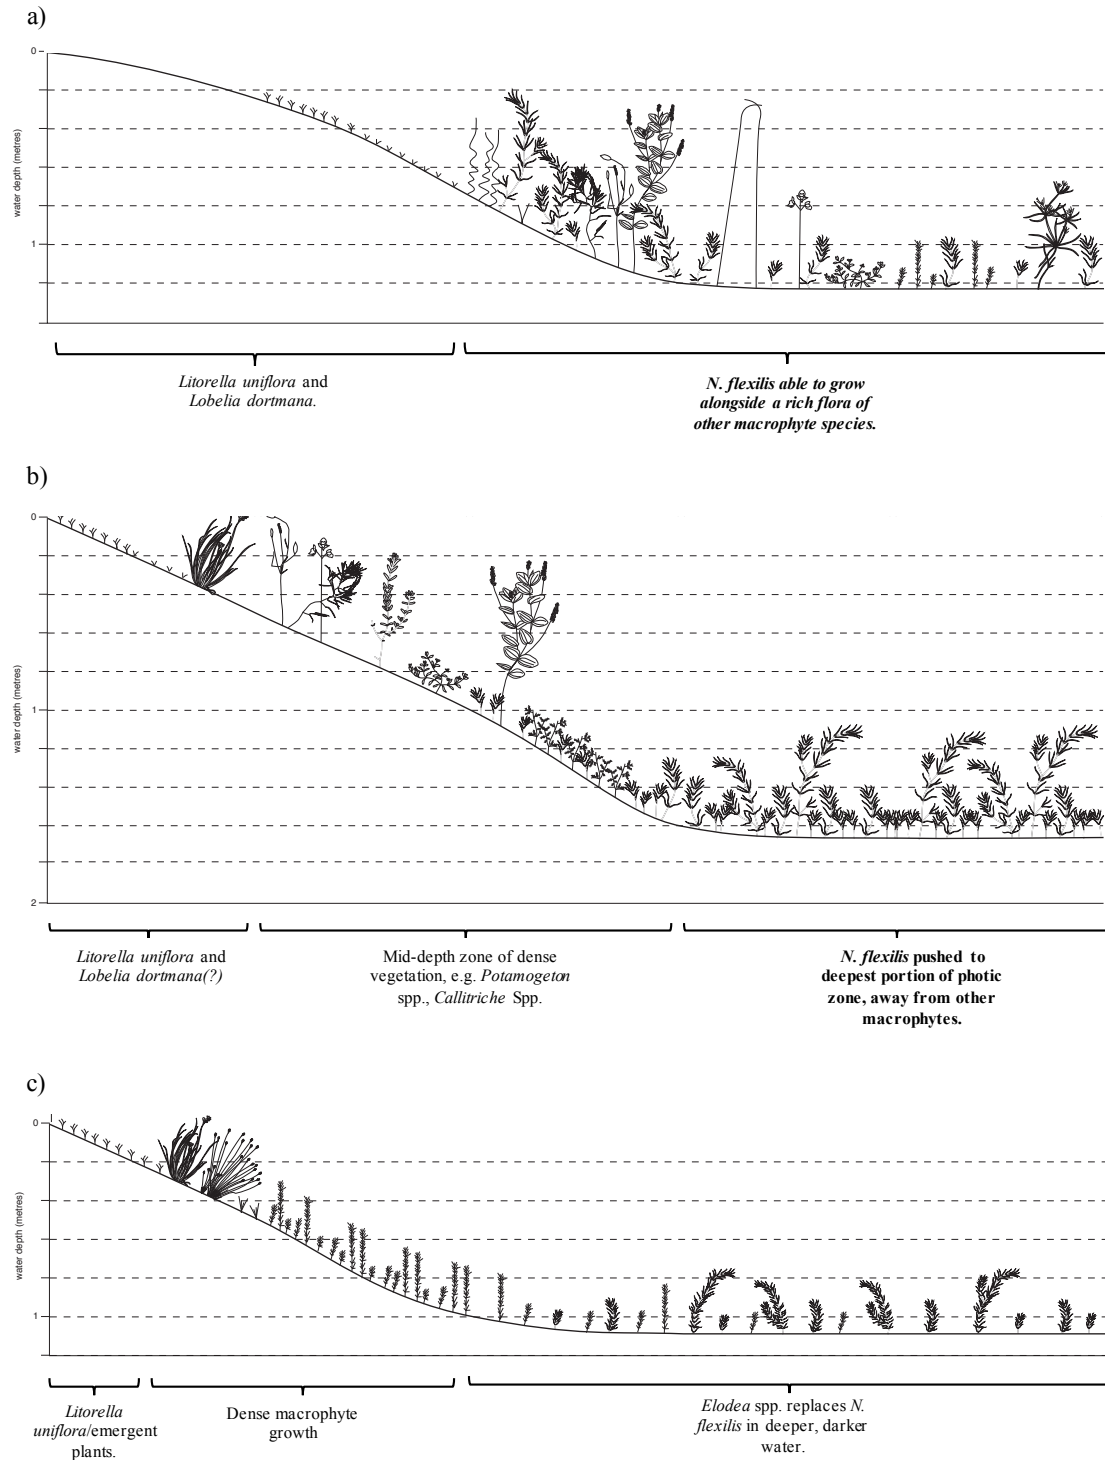 a)
0
water depth (metres)
1
Litorella uniflora and
Lobelia dortmana.
N. flexilis able to grow
alongside a rich flora of
other macrophyte species.
b)
0
water depth (metres)
1
2
Litorella uniflora and
Lobelia dortmana(?)
Mid-depth zone of dense
vegetation, e.g. Potamogeton
spp., Callitriche Spp.
N. flexilis pushed to
deepest portion of photic
zone, away from other
macrophytes.
c)
0
water depth (metres)
1
Litorella
uniflora/emergent
plants.
Dense macrophyte
growth
Elodea spp. replaces N.
flexilis in deeper, darker
water.